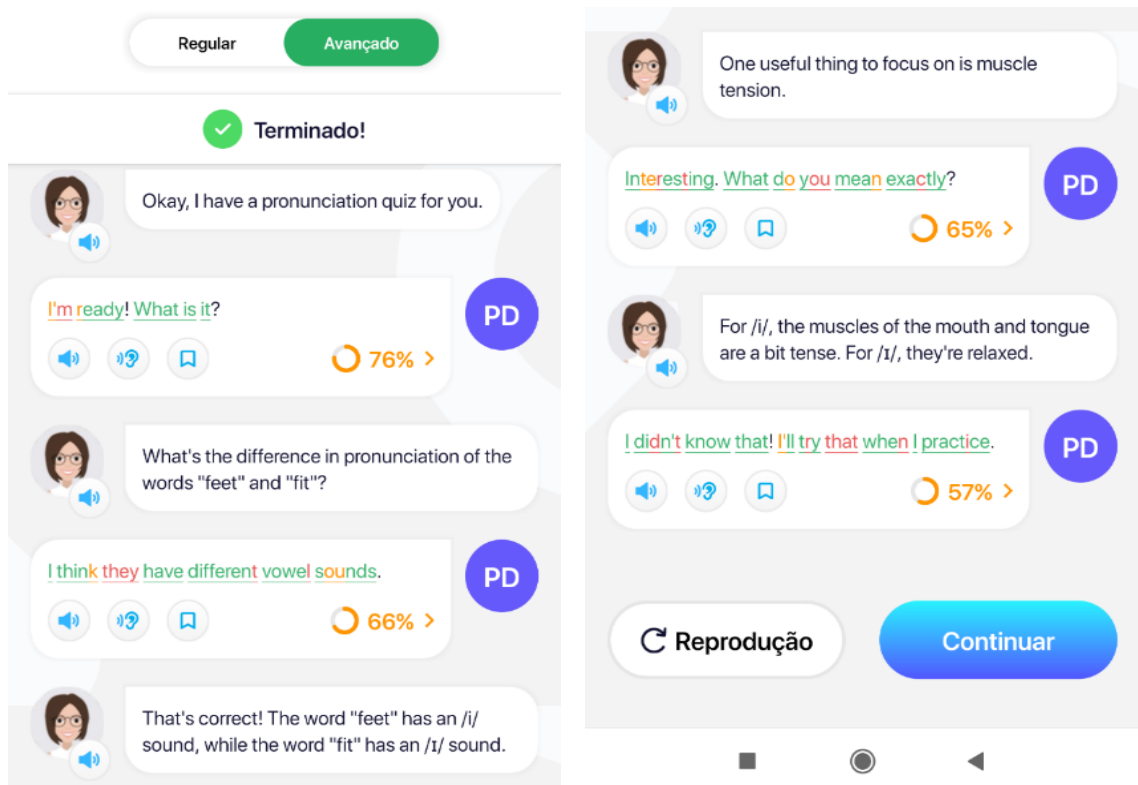 Regular
Avançado
Terminado!
Okay, I have a pronunciation quiz for you.
I'm ready! What is it?
PD
76%
What's the difference in pronunciation of the
words "feet" and "fit"?
I think they have different vowel sounds.
PD
66%
That's correct! The word "feet" has an /i/
sound, while the word "fit" has an /ɪ/ sound.
One useful thing to focus on is muscle
tension.
Interesting. What do you mean exactly?
PD
65%
For /i/, the muscles of the mouth and tongue
are a bit tense. For /ɪ/, they're relaxed.
I didn't know that! I'll try that when I practice.
PD
57%
Reprodução
Continuar